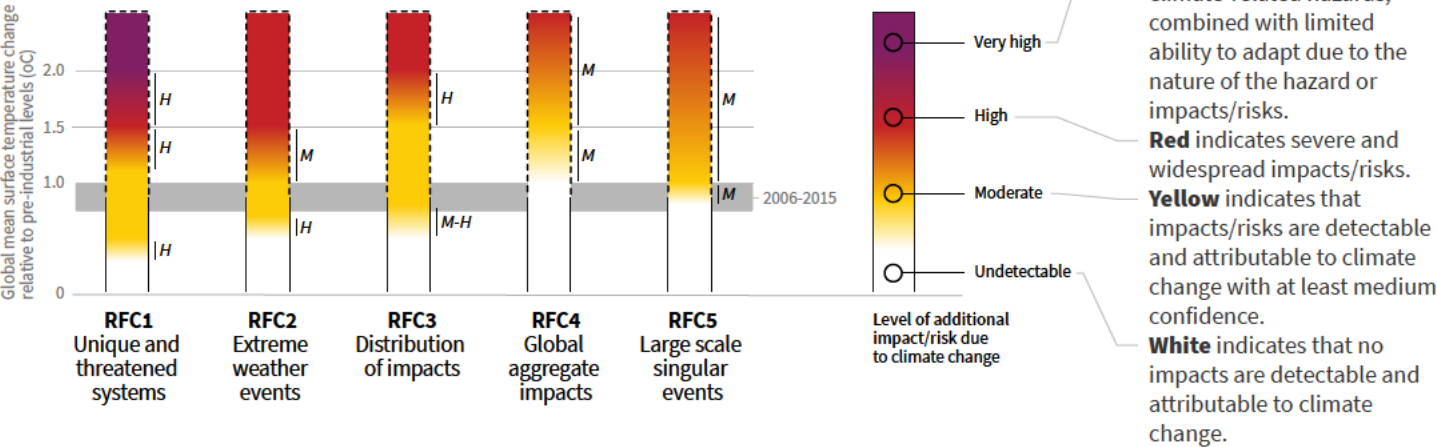 Global mean surface temperature change
relative to pre-industrial levels (oC)
2.0
1.5
1.0
0
H
H
H
M
H
H
M-H
M
M
M
M
2006-2015
RFC1
Unique and
threatened
systems
RFC2
Extreme
weather
events
RFC3
Distribution
of impacts
RFC4
Global
aggregate
impacts
RFC5
Large scale
singular
events
Very high
High
Moderate
Undetectable
Level of additional
impact/risk due
to climate change
climate-related hazards,
combined with limited
ability to adapt due to the
nature of the hazard or
impacts/risks.
Red indicates severe and
widespread impacts/risks.
Yellow indicates that
impacts/risks are detectable
and attributable to climate
change with at least medium
confidence.
White indicates that no
impacts are detectable and
attributable to climate
change.